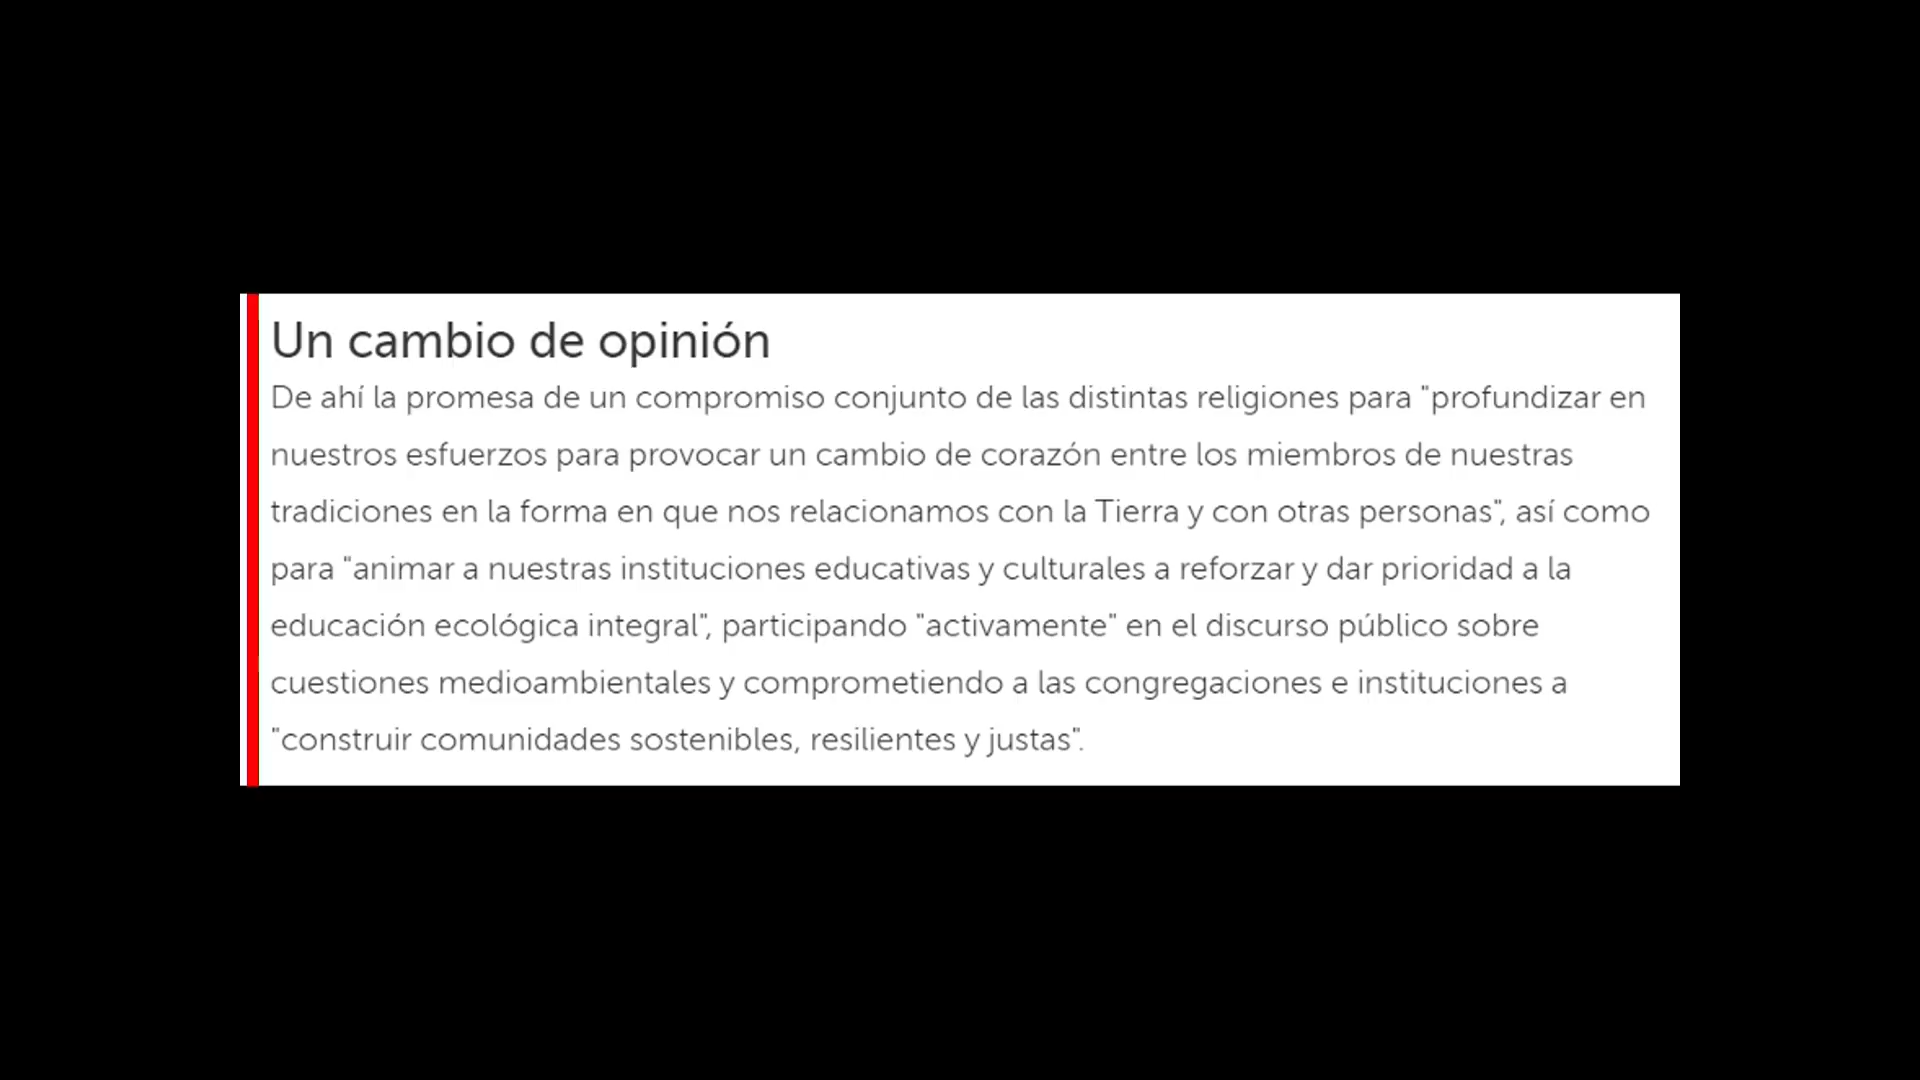 Un cambio de opinión
De ahí la promesa de un compromiso conjunto de las distintas religiones para "profundizar en
nuestros esfuerzos para provocar un cambio de corazón entre los miembros de nuestras
tradiciones en la forma en que nos relacionamos con la Tierra y con otras personas", así como
para "animar a nuestras instituciones educativas y culturales a reforzar y dar prioridad a la
educación ecológica integral", participando "activamente" en el discurso público sobre
cuestiones medioambientales y comprometiendo a las congregaciones e instituciones a
"construir comunidades sostenibles, resilientes y justas".